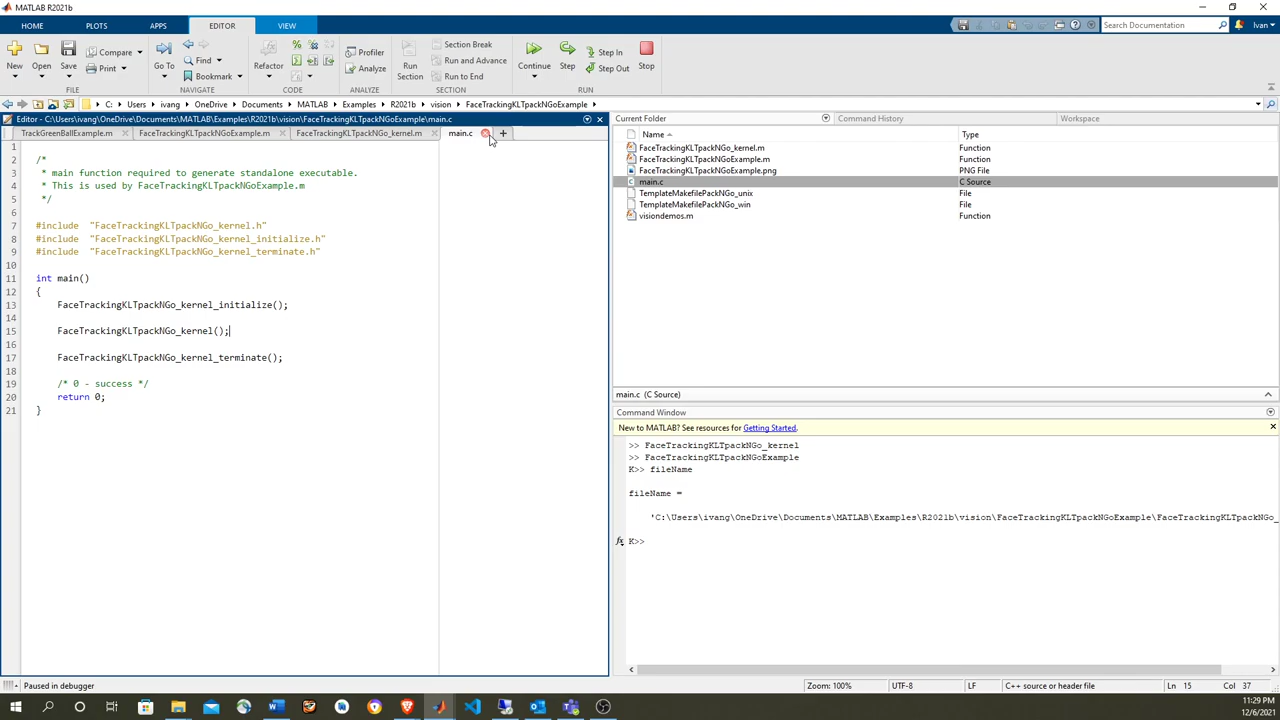 MATLAB R2021b
HOME PLOTS APPS EDITOR VIEW
Search Documentation
Ivan
New Open Save Compare Print Go To Find Bookmark Refactor Profiler Analyze Run Section Section Break Run and Advance Run to End Continue Step Step In Step Out Stop
FILE NAVIGATE CODE ANALYZE SECTION RUN
C: Users ivang OneDrive Documents MATLAB Examples R2021b vision FaceTrackingKLTpackNGoExample
Editor - C:\Users\ivang\OneDrive\Documents\MATLAB\Examples\R2021b\vision\FaceTrackingKLTpackNGoExample\main.c
TrackGreenBallExample.m FaceTrackingKLTpackNGoExample.m FaceTrackingKLTpackNGo_kernel.m main.c +
1
2 /*
3 * main function required to generate standalone executable.
4 * This is used by FaceTrackingKLTpackNGoExample.m
5 */
6
7 #include "FaceTrackingKLTpackNGo_kernel.h"
8 #include "FaceTrackingKLTpackNGo_kernel_initialize.h"
9 #include "FaceTrackingKLTpackNGo_kernel_terminate.h"
10
11 int main()
12 {
13 FaceTrackingKLTpackNGo_kernel_initialize();
14
15 FaceTrackingKLTpackNGo_kernel();
16
17 FaceTrackingKLTpackNGo_kernel_terminate();
18
19 /* 0 - success */
20 return 0;
21 }
Current Folder Command History Workspace
Name Type
FaceTrackingKLTpackNGo_kernel.m Function
FaceTrackingKLTpackNGoExample.m Function
FaceTrackingKLTpackNGoExample.png PNG File
main.c C Source
TemplateMakefilePackNGo_unix File
TemplateMakefilePackNGo_win File
visiondemos.m Function
main.c (C Source)
Command Window
New to MATLAB? See resources for Getting Started.
>> FaceTrackingKLTpackNGo_kernel
>> FaceTrackingKLTpackNGoExample
K>> fileName
fileName =
'C:\Users\ivang\OneDrive\Documents\MATLAB\Examples\R2021b\vision\FaceTrackingKLTpackNGoExample\FaceTrackingKLTpackNGo_
fx K>>
Paused in debugger
Zoom: 100% UTF-8 LF C++ source or header file Ln 15 Col 37
11:29 PM
12/6/2021